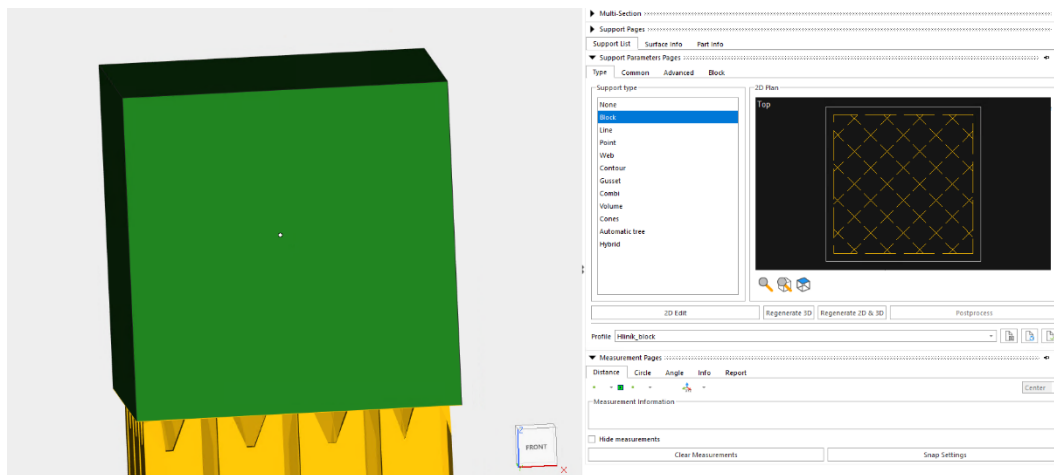 Multi-Section
Support Pages
Support List Surface Info Part Info
Support Parameters Pages
Type Common Advanced Block
Support type
None
Block
Line
Point
Web
Contour
Gusset
Combi
Volume
Cones
Automatic tree
Hybrid
2D Plan
Top
2D Edit Regenerate 3D Regenerate 2D & 3D Postprocess
Profile Hliník_block
Measurement Pages
Distance Circle Angle Info Report
Center
Measurement Information
Hide measurements
Clear Measurements Snap Settings
FRONT
X